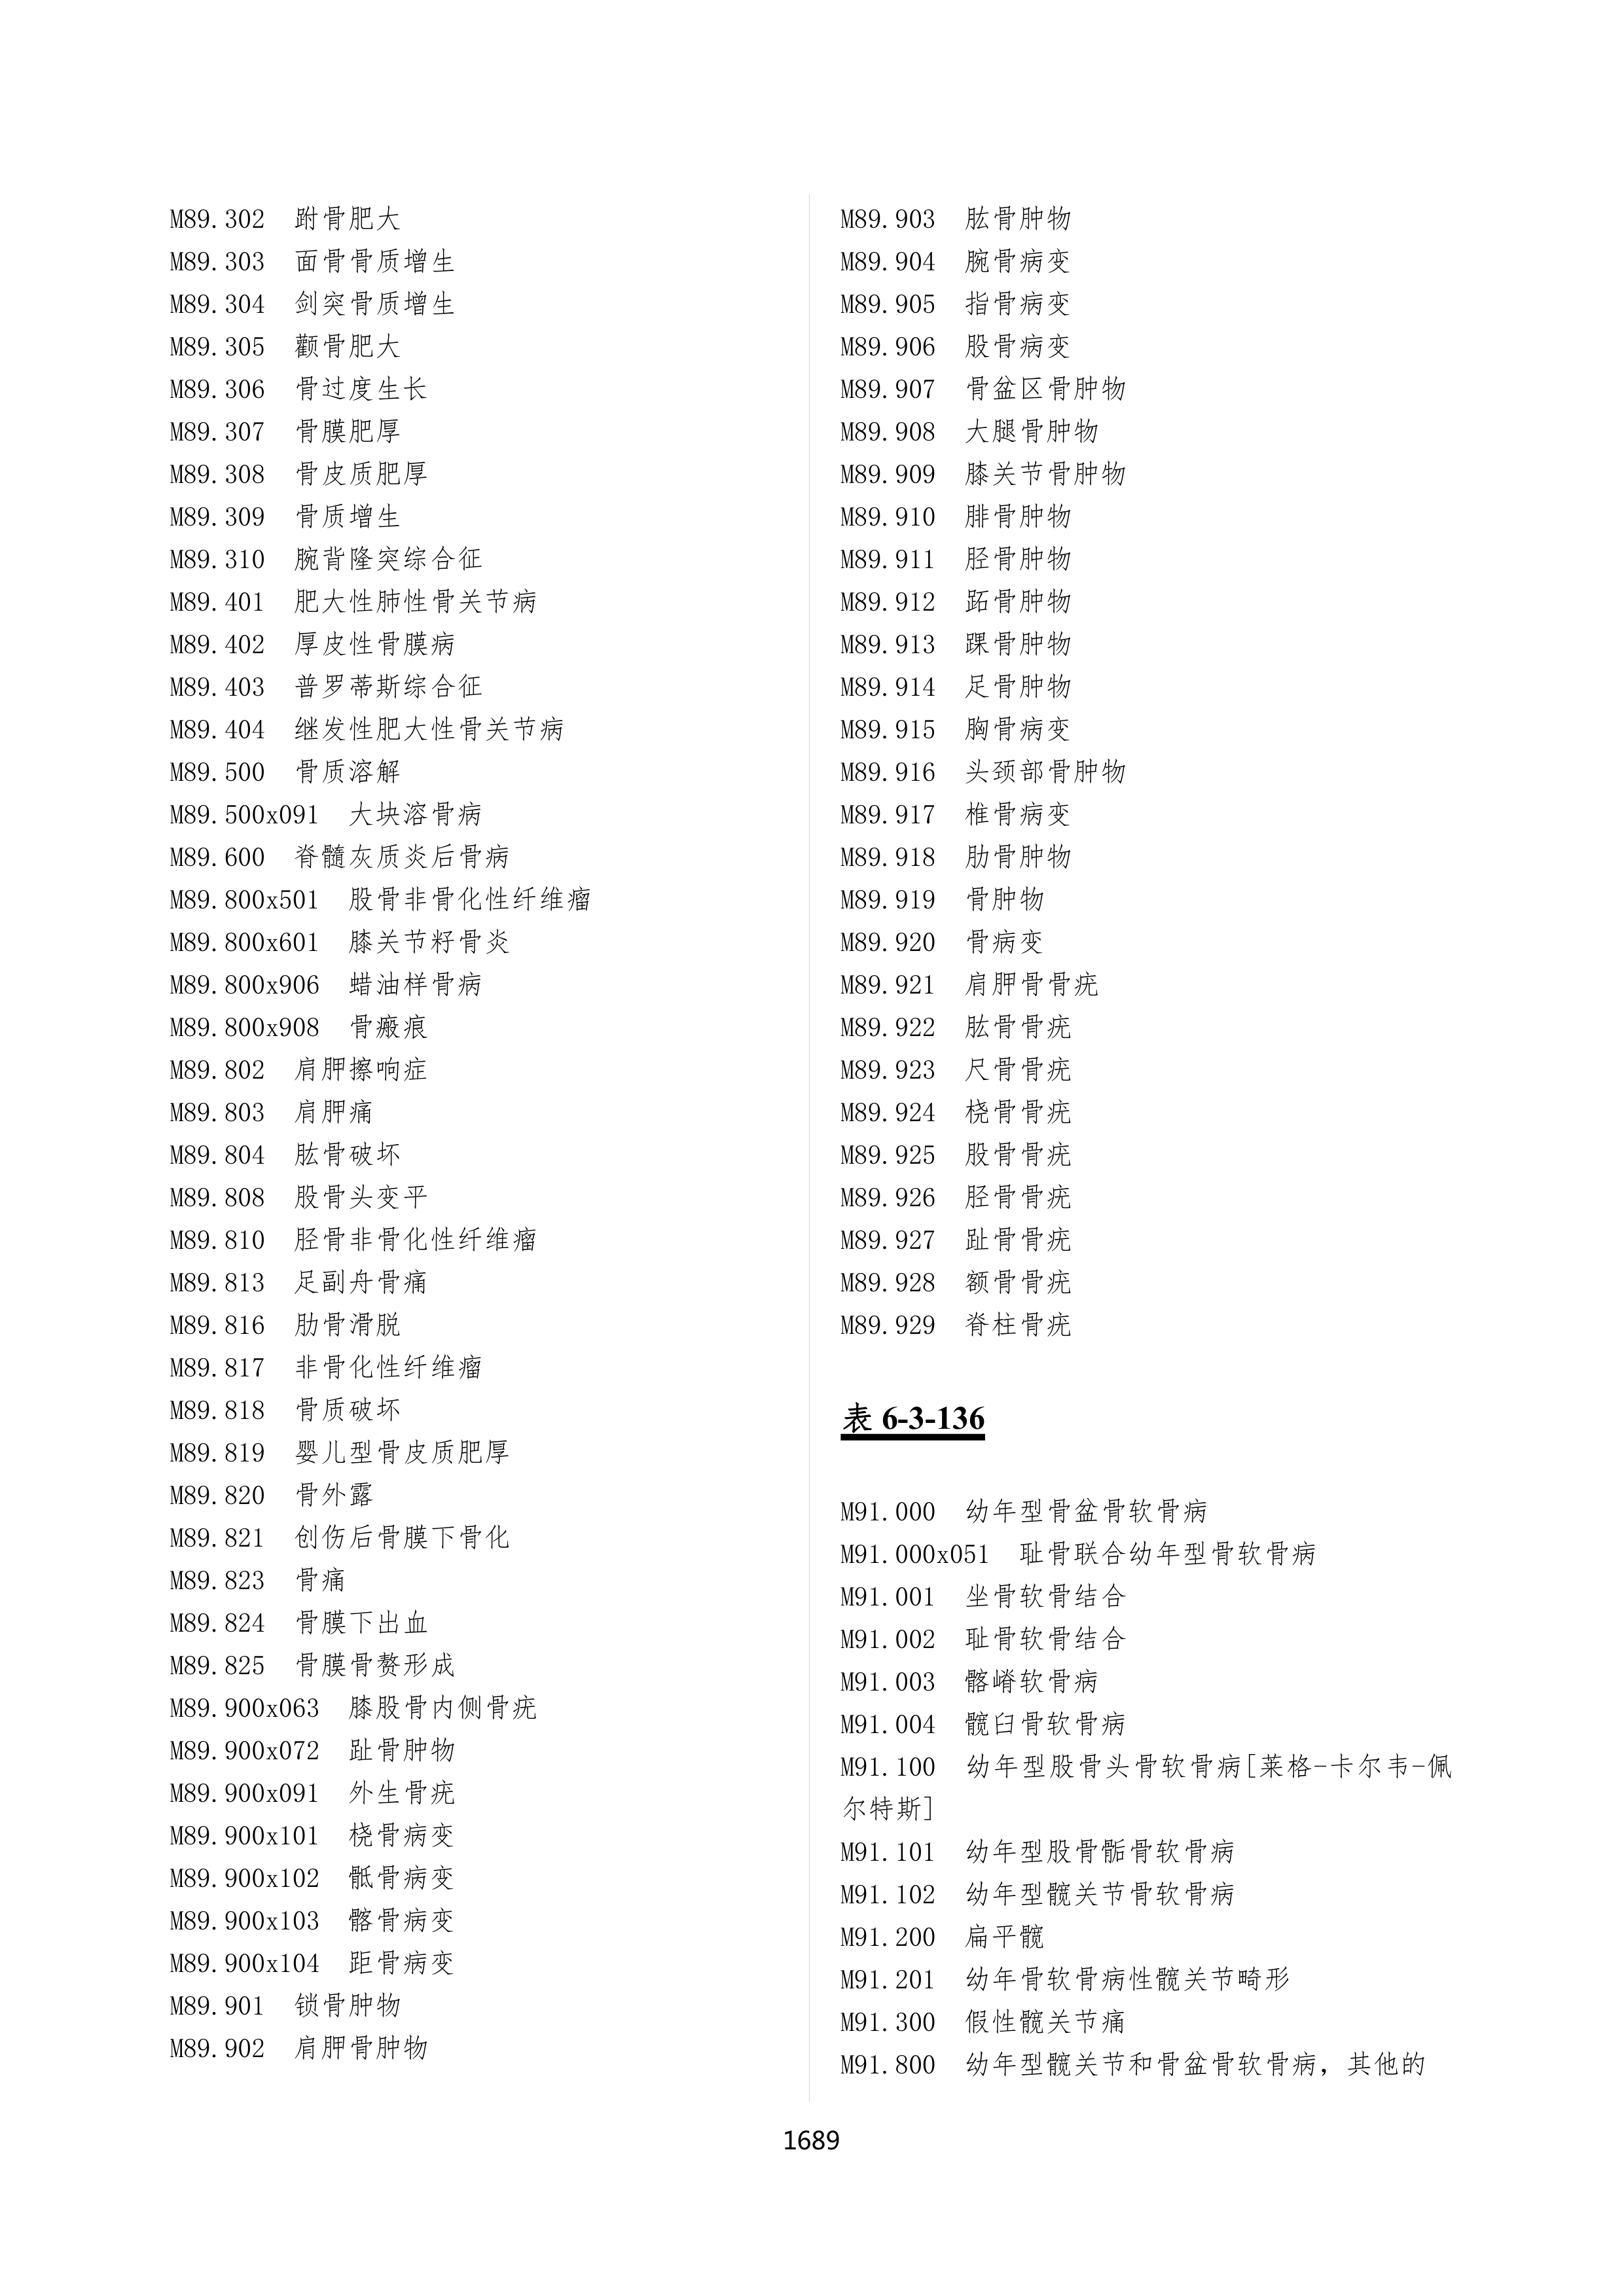 M89.302 跗骨肥大
M89.303 面骨骨质增生
M89.304 剑突骨质增生
M89.305 颧骨肥大
M89.306 骨过度生长
M89.307 骨膜肥厚
M89.308 骨皮质肥厚
M89.309 骨质增生
M89.310 腕背隆突综合征
M89.401 肥大性肺性骨关节病
M89.402 厚皮性骨膜病
M89.403 普罗蒂斯综合征
M89.404 继发性肥大性骨关节病
M89.500 骨质溶解
M89.500x091 大块溶骨病
M89.600 脊髓灰质炎后骨病
M89.800x501 股骨非骨化性纤维瘤
M89.800x601 膝关节籽骨炎
M89.800x906 蜡油样骨病
M89.800x908 骨瘢痕
M89.802 肩胛擦响症
M89.803 肩胛痛
M89.804 肱骨破坏
M89.808 股骨头变平
M89.810 胫骨非骨化性纤维瘤
M89.813 足副舟骨痛
M89.816 肋骨滑脱
M89.817 非骨化性纤维瘤
M89.818 骨质破坏
M89.819 婴儿型骨皮质肥厚
M89.820 骨外露
M89.821 创伤后骨膜下骨化
M89.823 骨痛
M89.824 骨膜下出血
M89.825 骨膜骨赘形成
M89.900x063 膝股骨内侧骨疣
M89.900x072 趾骨肿物
M89.900x091 外生骨疣
M89.900x101 桡骨病变
M89.900x102 骶骨病变
M89.900x103 髂骨病变
M89.900x104 距骨病变
M89.901 锁骨肿物
M89.902 肩胛骨肿物
M89.903 肱骨肿物
M89.904 腕骨病变
M89.905 指骨病变
M89.906 股骨病变
M89.907 骨盆区骨肿物
M89.908 大腿骨肿物
M89.909 膝关节骨肿物
M89.910 腓骨肿物
M89.911 胫骨肿物
M89.912 跖骨肿物
M89.913 踝骨肿物
M89.914 足骨肿物
M89.915 胸骨病变
M89.916 头颈部骨肿物
M89.917 椎骨病变
M89.918 肋骨肿物
M89.919 骨肿物
M89.920 骨病变
M89.921 肩胛骨骨疣
M89.922 肱骨骨疣
M89.923 尺骨骨疣
M89.924 桡骨骨疣
M89.925 股骨骨疣
M89.926 胫骨骨疣
M89.927 趾骨骨疣
M89.928 额骨骨疣
M89.929 脊柱骨疣
表 6-3-136
M91.000 幼年型骨盆骨软骨病
M91.000x051 耻骨联合幼年型骨软骨病
M91.001 坐骨软骨结合
M91.002 耻骨软骨结合
M91.003 髂嵴软骨病
M91.004 髋臼骨软骨病
M91.100 幼年型股骨头骨软骨病[莱格-卡尔韦-佩
尔特斯]
M91.101 幼年型股骨骺骨软骨病
M91.102 幼年型髋关节骨软骨病
M91.200 扁平髋
M91.201 幼年骨软骨病性髋关节畸形
M91.300 假性髋关节痛
M91.800 幼年型髋关节和骨盆骨软骨病，其他的
1689